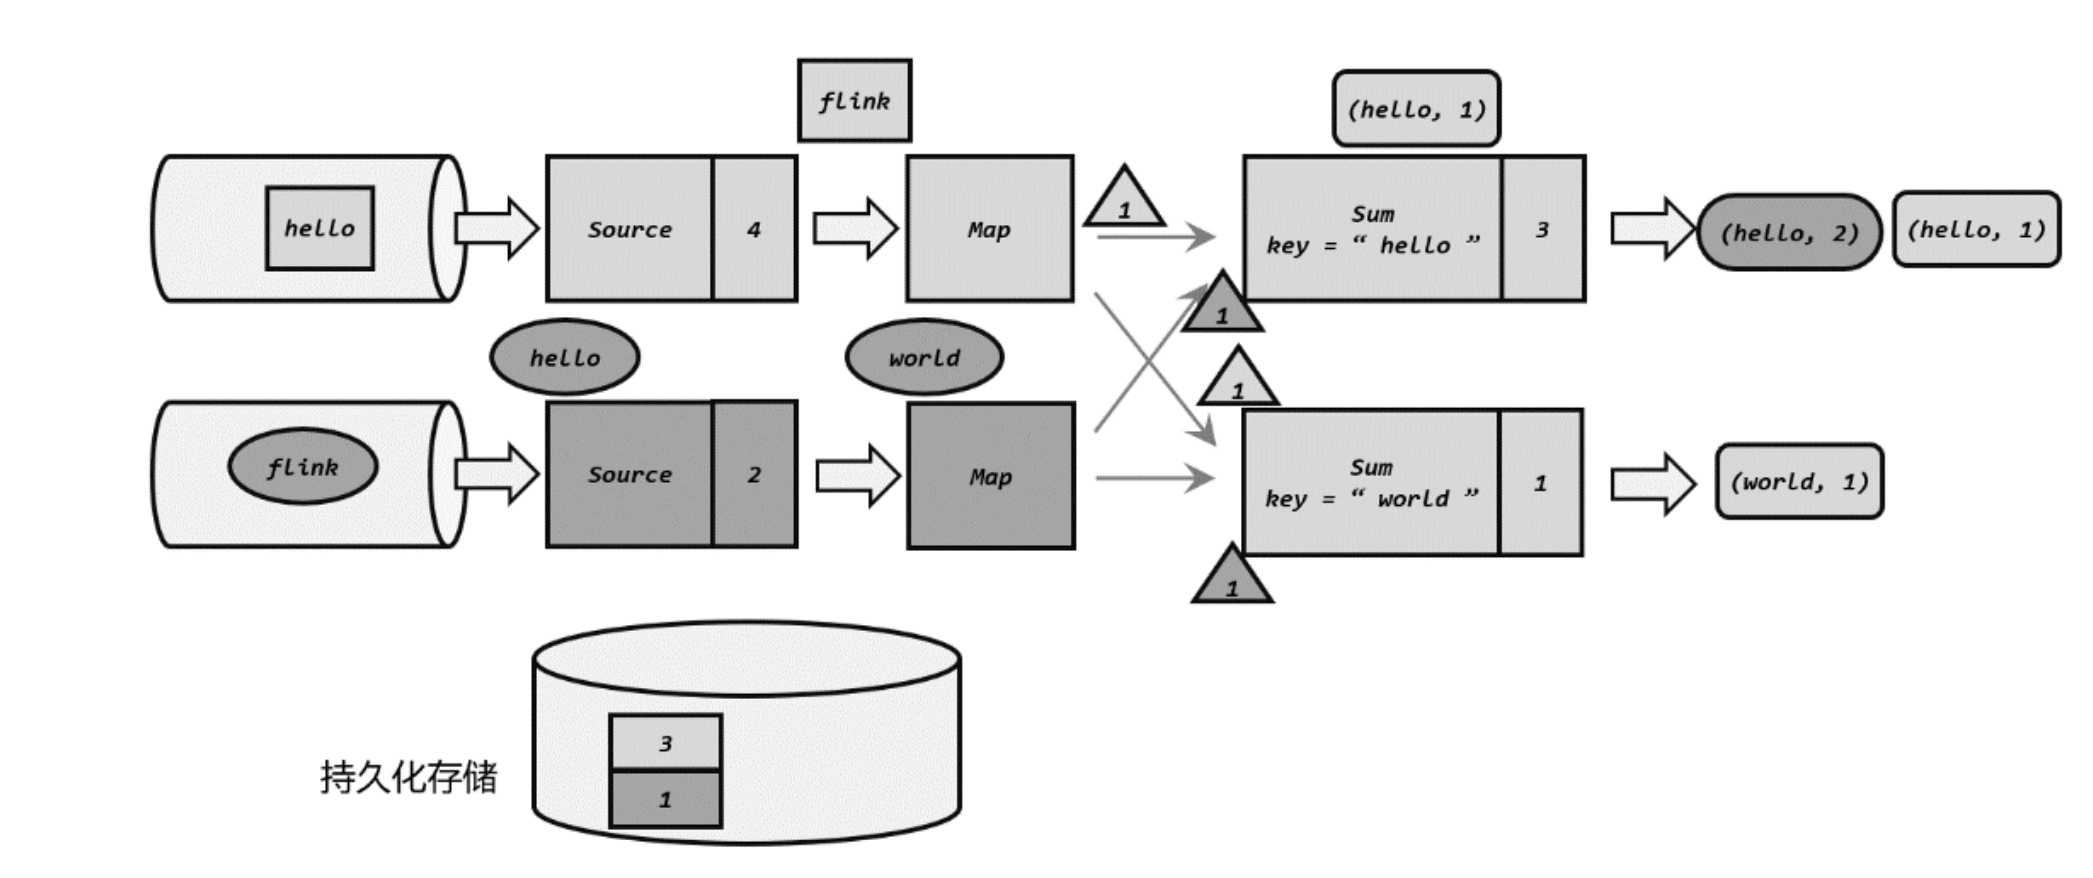 flink
(hello, 1)
hello
Source
4
Map
1
Sum
key = “ hello ”
3
(hello, 2)
(hello, 1)
1
hello
world
1
flink
Source
2
Map
Sum
key = “ world ”
1
(world, 1)
1
3
1
持久化存储